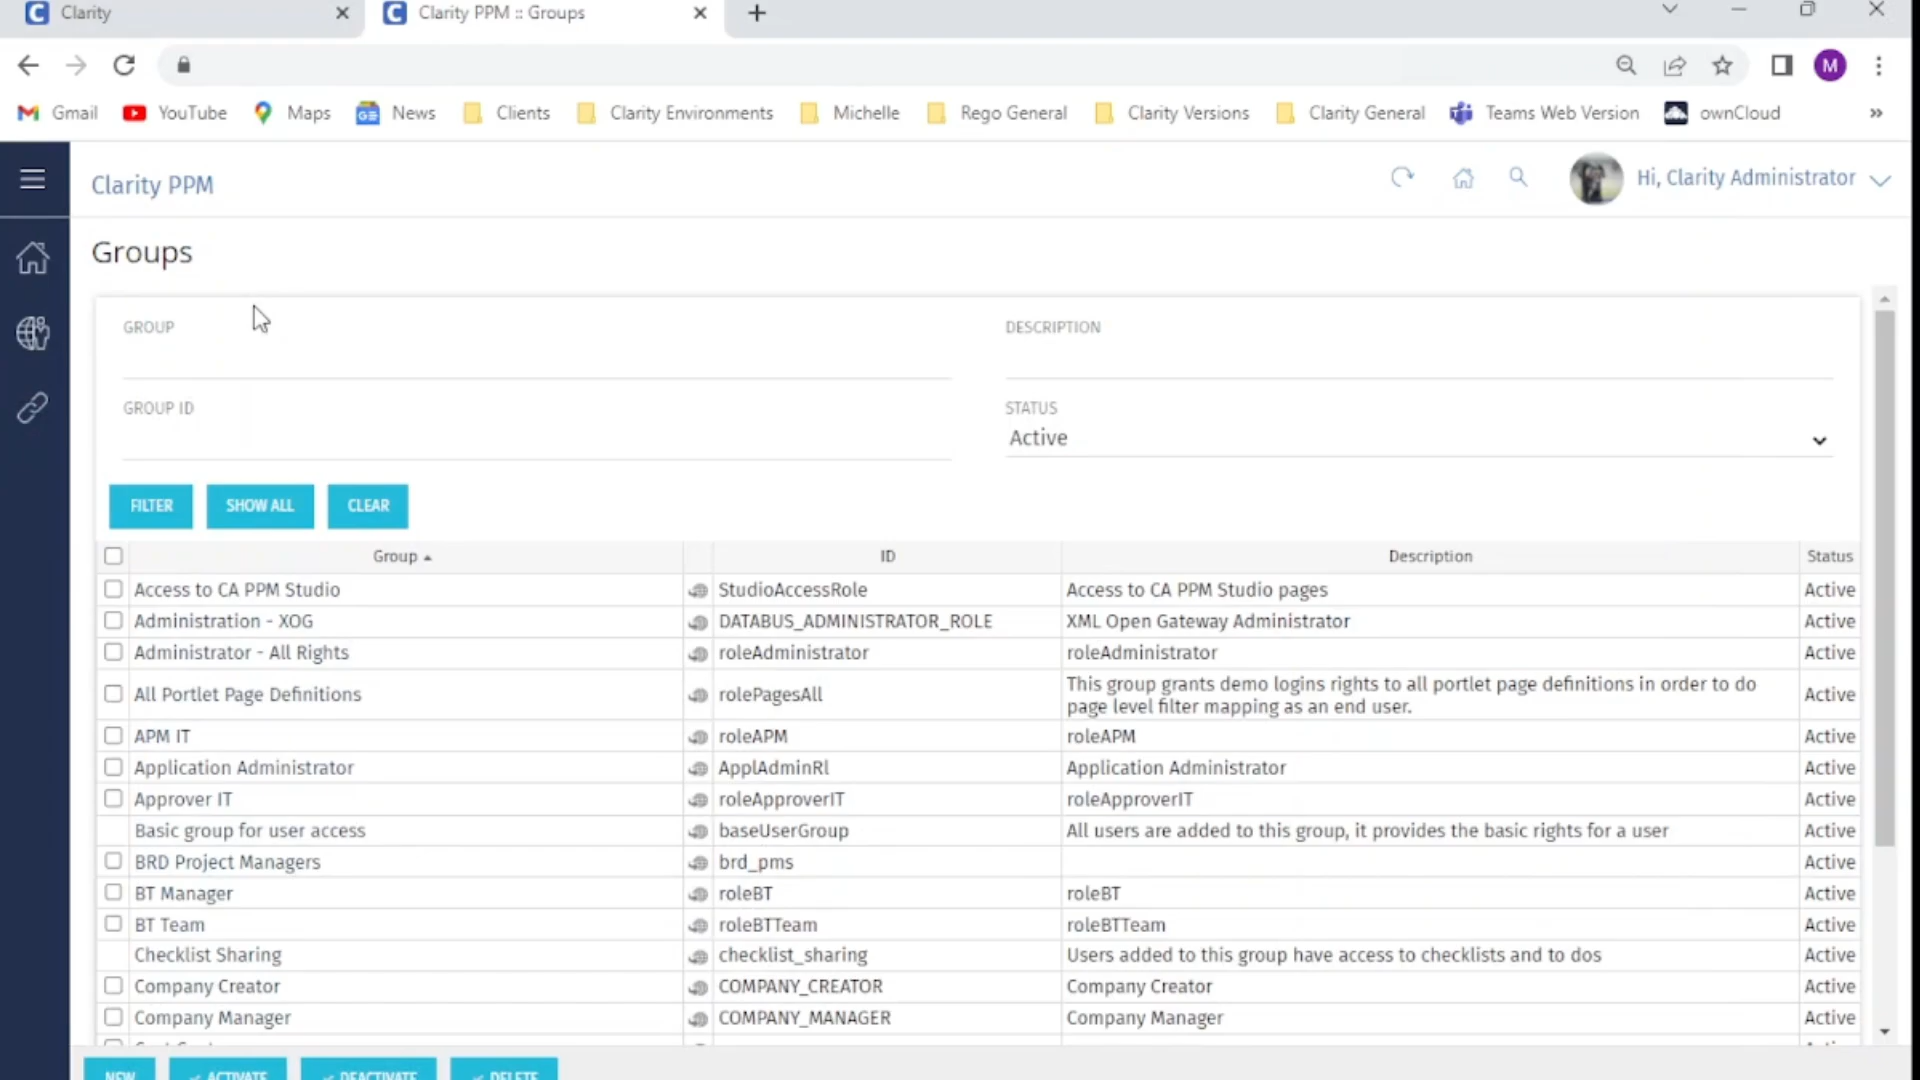 Clarity
Clarity PPM :: Groups
M
Gmail
YouTube
Maps
News
Clients
Clarity Environments
Michelle
Rego General
Clarity Versions
Clarity General
Teams Web Version
ownCloud
»
Clarity PPM
Hi, Clarity Administrator
Groups
GROUP
DESCRIPTION
GROUP ID
STATUS
Active
FILTER
SHOW ALL
CLEAR
Group ID Description Status
Access to CA PPM Studio StudioAccessRole Access to CA PPM Studio pages Active
Administration - XOG DATABUS_ADMINISTRATOR_ROLE XML Open Gateway Administrator Active
Administrator - All Rights roleAdministrator roleAdministrator Active
All Portlet Page Definitions rolePagesAll This group grants demo logins rights to all portlet page definitions in order to do Active
page level filter mapping as an end user.
APM IT roleAPM roleAPM Active
Application Administrator ApplAdminRl Application Administrator Active
Approver IT roleApproverIT roleApproverIT Active
Basic group for user access baseUserGroup All users are added to this group, it provides the basic rights for a user Active
BRD Project Managers brd_pms Active
BT Manager roleBT roleBT Active
BT Team roleBTTeam roleBTTeam Active
Checklist Sharing checklist_sharing Users added to this group have access to checklists and to dos Active
Company Creator COMPANY_CREATOR Company Creator Active
Company Manager COMPANY_MANAGER Company Manager Active
NEW
ACTIVATE
DEACTIVATE
DELETE